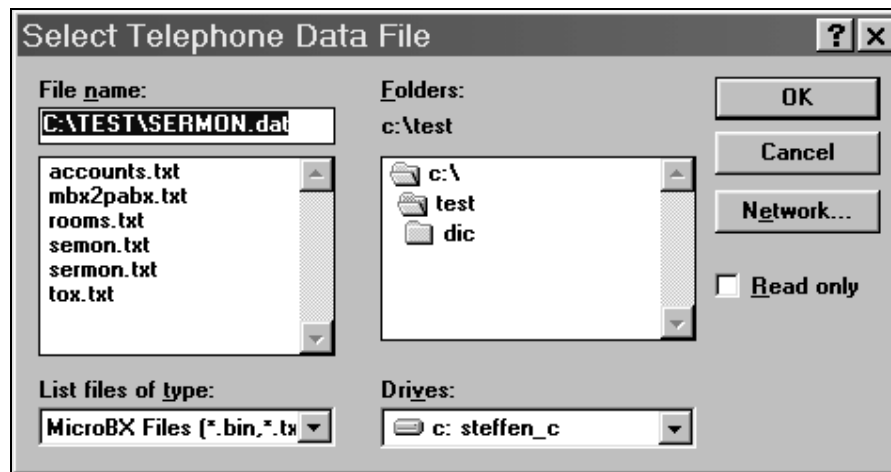 Select Telephone Data File
? ×
File name:
C:\TEST\SERMON.dat
accounts.txt
mbx2pabx.txt
rooms.txt
semon.txt
sermon.txt
tox.txt
List files of type:
MicroBX Files (*.bin,*.tx
Folders:
c:\test
c:\
test
dic
Drives:
c: steffen_c
OK
Cancel
Network...
Read only